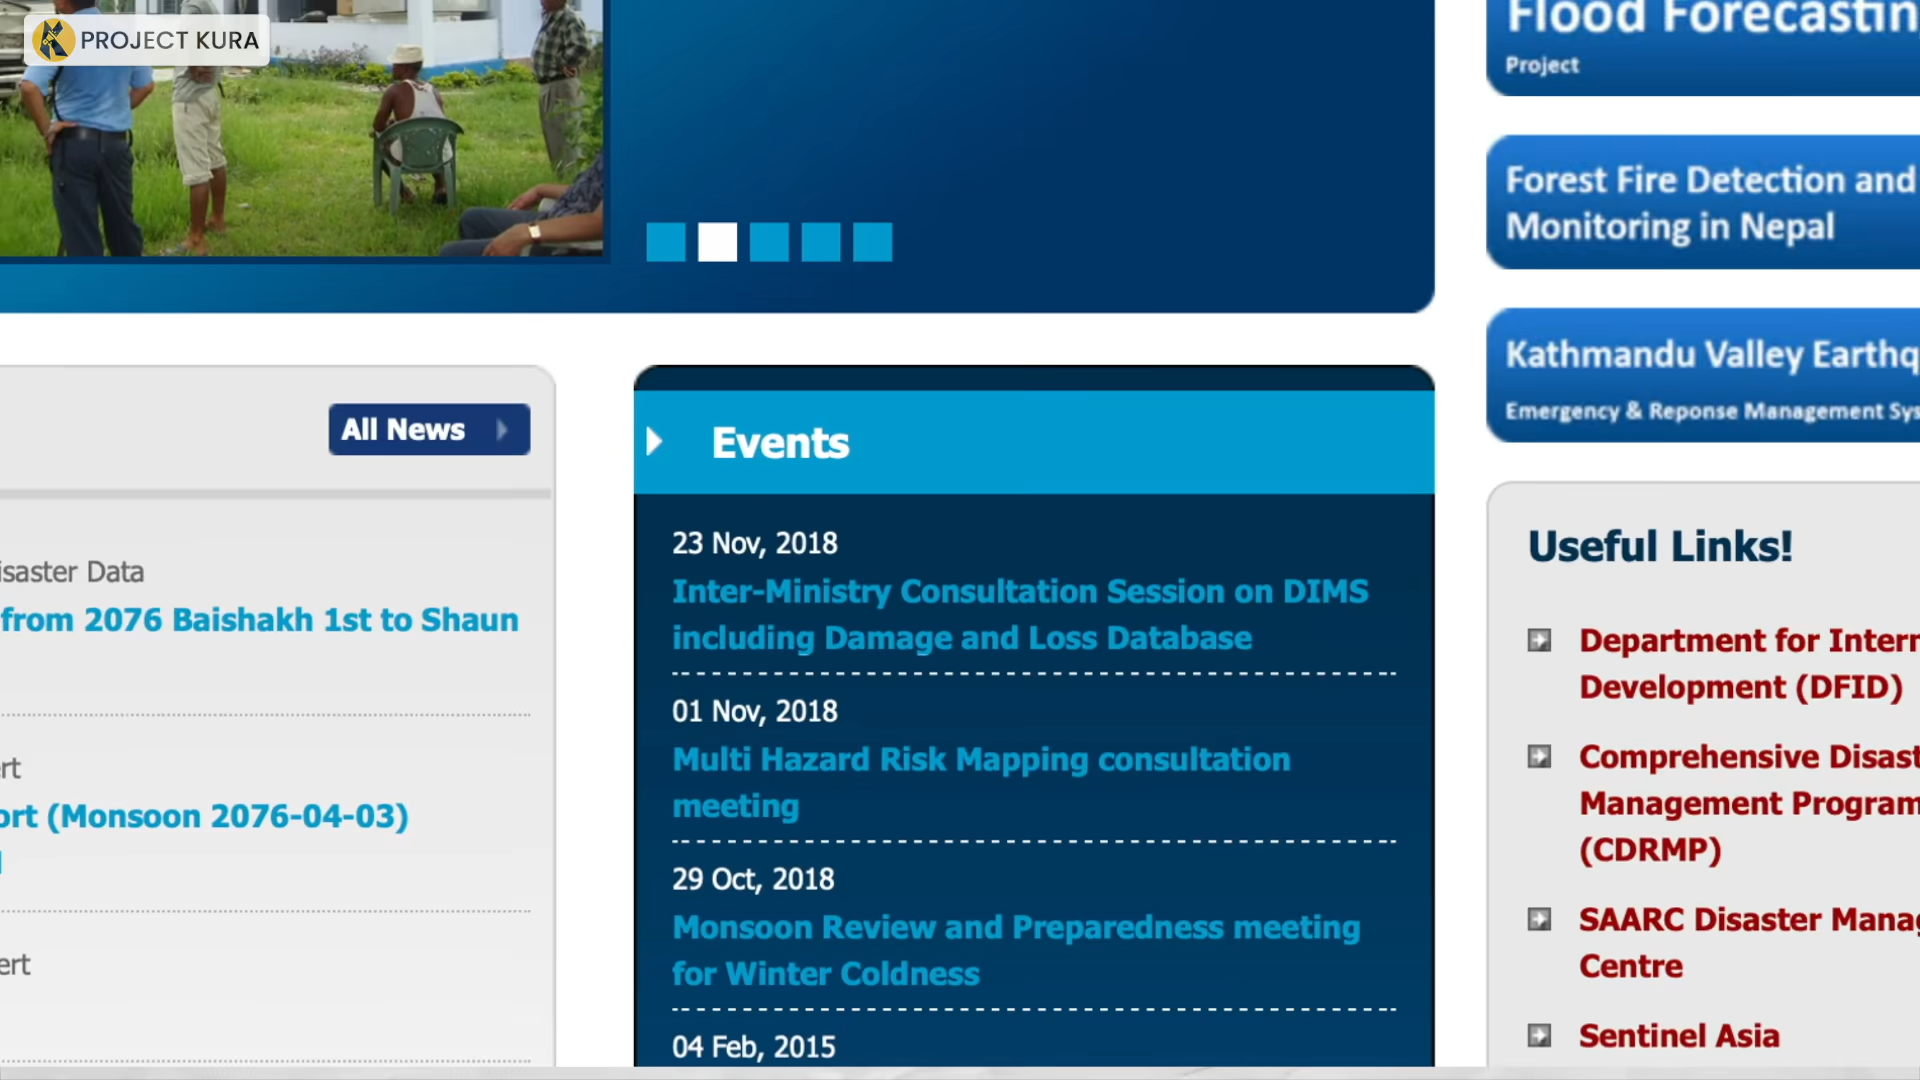 PROJECT KURA
Flood Forecastin
Project
Forest Fire Detection and
Monitoring in Nepal
Kathmandu Valley Earthq
Emergency & Reponse Management Sys
All News
isaster Data
from 2076 Baishakh 1st to Shaun
rt
ort (Monsoon 2076-04-03)
ert
Events
23 Nov, 2018
Inter-Ministry Consultation Session on DIMS
including Damage and Loss Database
01 Nov, 2018
Multi Hazard Risk Mapping consultation
meeting
29 Oct, 2018
Monsoon Review and Preparedness meeting
for Winter Coldness
04 Feb, 2015
Useful Links!
Department for Intern
Development (DFID)
Comprehensive Disast
Management Program
(CDRMP)
SAARC Disaster Manag
Centre
Sentinel Asia